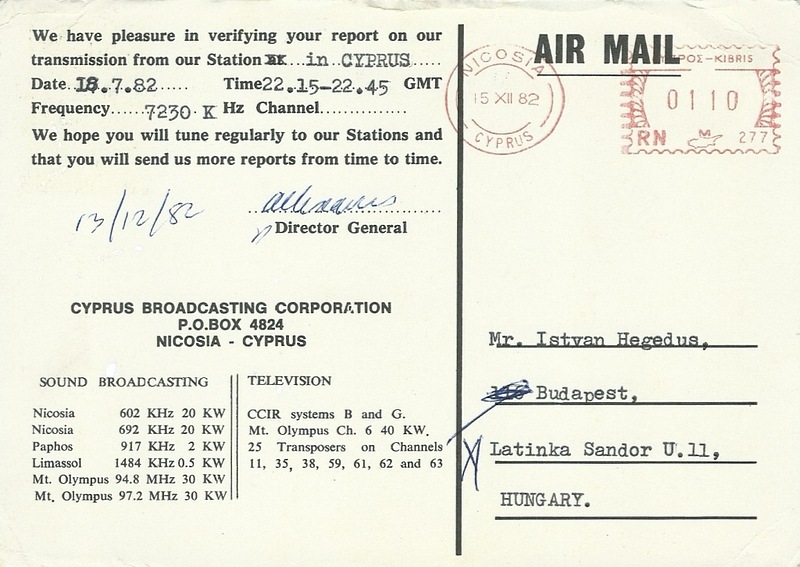 We have pleasure in verifying your report on our
transmission from our Station....in CYPRUS.....
Date.18.7.82..... Time22.15-22.45 GMT
Frequency......7230 K Hz Channel...............
We hope you will tune regularly to our Stations and
that you will send us more reports from time to time.
13/12/82
Director General
CYPRUS BROADCASTING CORPORATION
P.O.BOX 4824
NICOSIA - CYPRUS
SOUND BROADCASTING
Nicosia 602 KHz 20 KW
Nicosia 692 KHz 20 KW
Paphos 917 KHz 2 KW
Limassol 1484 KHz 0.5 KW
Mt. Olympus 94.8 MHz 30 KW
Mt. Olympus 97.2 MHz 30 KW
TELEVISION
CCIR systems B and G.
Mt. Olympus Ch. 6 40 KW.
25 Transposers on Channels
11, 35, 38, 59, 61, 62 and 63
AIR MAIL
NICOSIA
15 XII 82
CYPRUS
ΠΡΟΣ-KIBRIS
0110
RN M 277
Mr. Istvan Hegedus,
Budapest,
Latinka Sandor U.11,
HUNGARY.